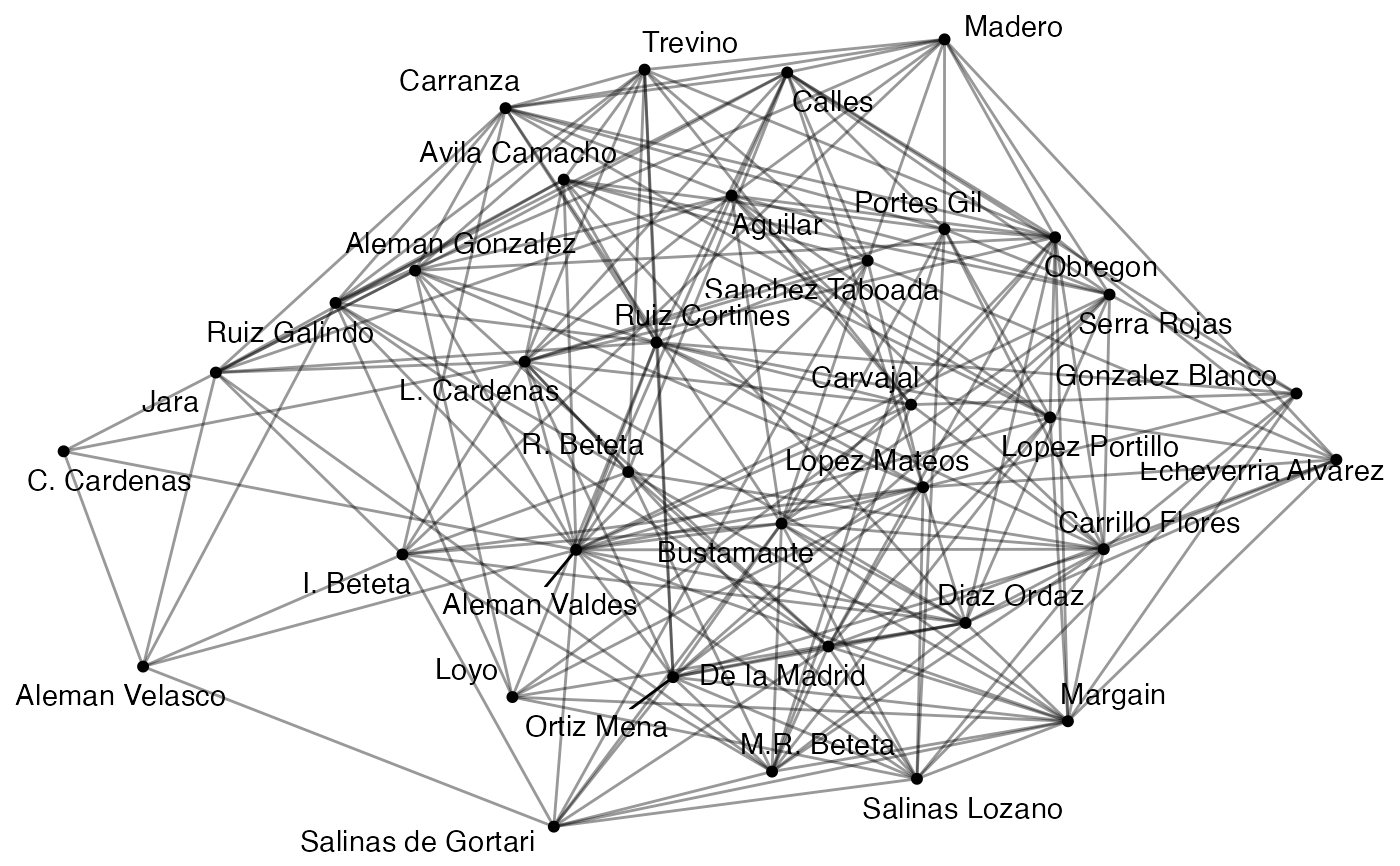 Madero
Trevino
Carranza
Calles
Avila Camacho
Portes Gil
Aguilar
Aleman Gonzalez
Obregon
Sanchez Taboada
Ruiz Cortines
Serra Rojas
Ruiz Galindo
Carvajal
Gonzalez Blanco
L. Cardenas
Jara
R. Beteta
Lopez Portillo
Lopez Mateos
Echeverria Alvarez
C. Cardenas
Carrillo Flores
Bustamante
I. Beteta
Aleman Valdes
Diaz Ordaz
Loyo
De la Madrid
Aleman Velasco
Margain
Ortiz Mena
M.R. Beteta
Salinas Lozano
Salinas de Gortari